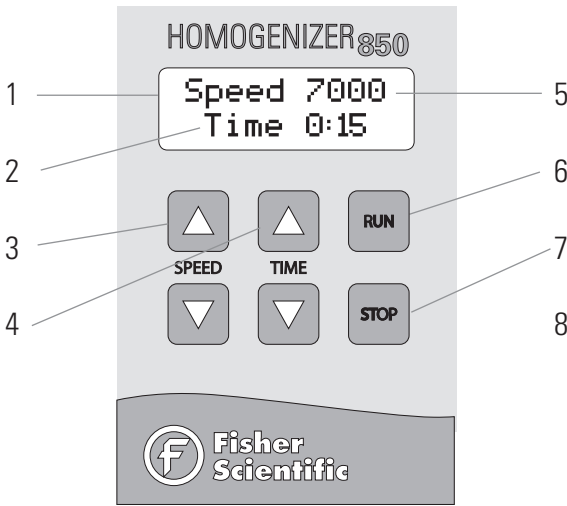 HOMOGENIZER850
1 Speed 7000 5
2 Time 0:15
6
RUN
3
SPEED TIME
7
4
STOP
8
F Fisher
Scientific